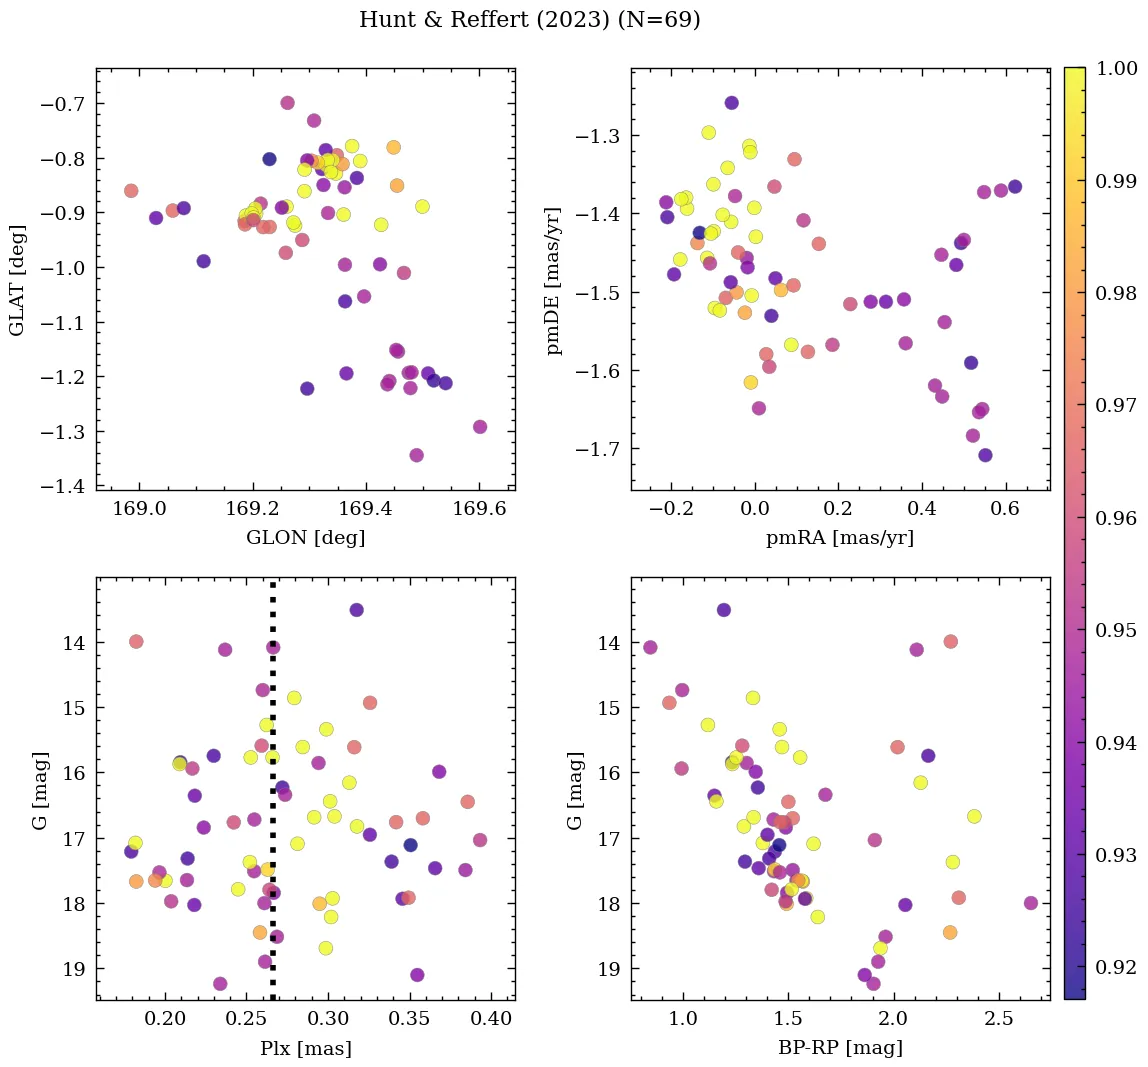 Hunt & Reffert (2023) (N=69)
−0.7
−0.8
−0.9
−1.0
−1.1
−1.2
−1.3
−1.4
GLAT [deg]
169.0 169.2 169.4 169.6
GLON [deg]
−1.3
−1.4
−1.5
−1.6
−1.7
pmDE [mas/yr]
−0.2 0.0 0.2 0.4 0.6
pmRA [mas/yr]
14
15
16
17
18
19
G [mag]
0.20 0.25 0.30 0.35 0.40
Plx [mas]
14
15
16
17
18
19
G [mag]
1.0 1.5 2.0 2.5
BP-RP [mag]
1.00
0.99
0.98
0.97
0.96
0.95
0.94
0.93
0.92